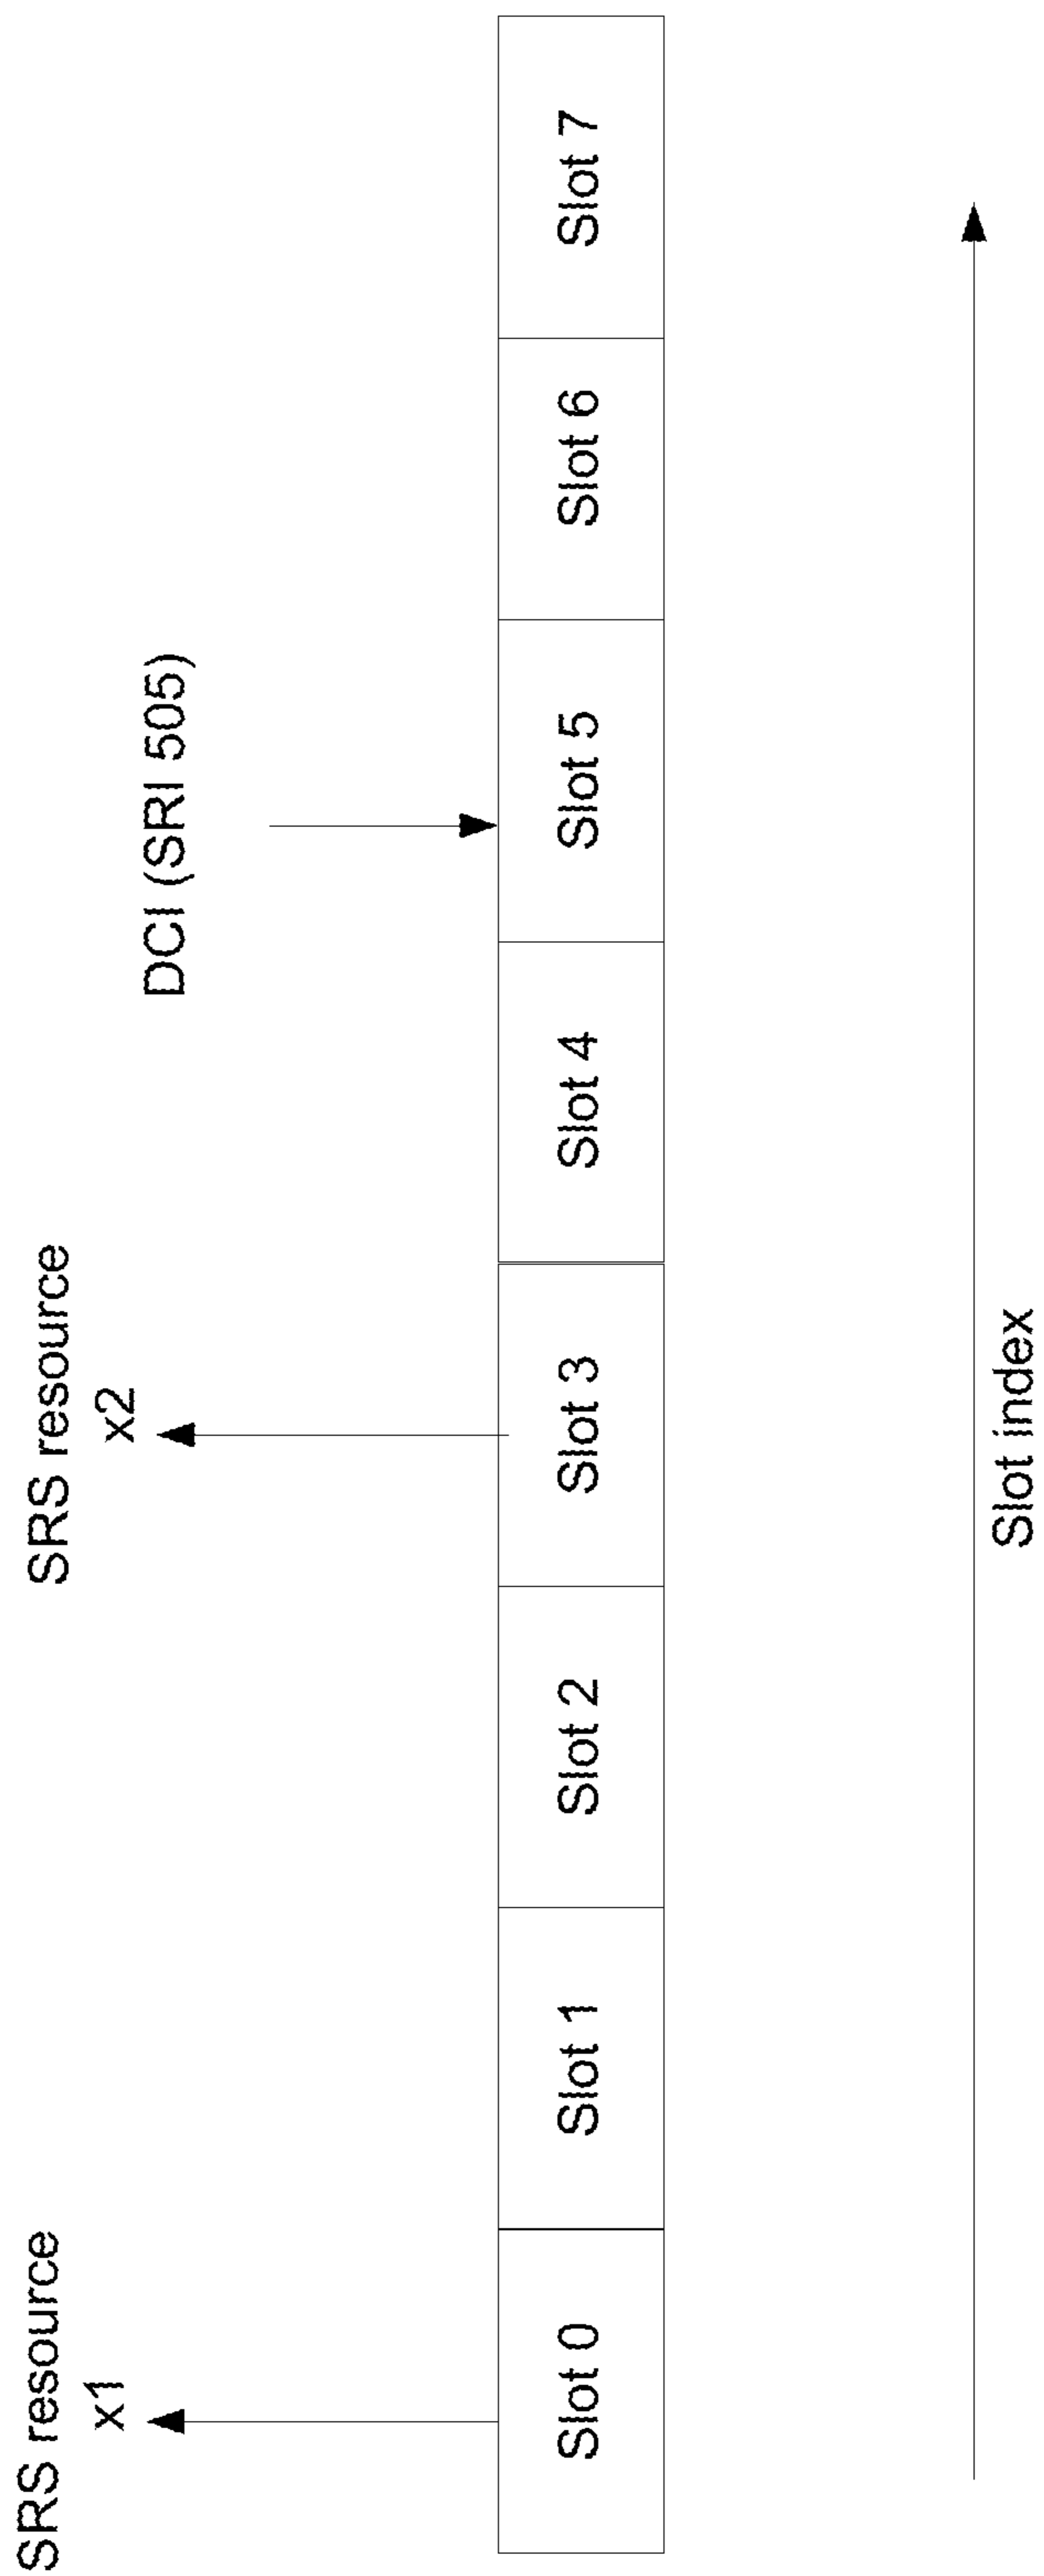 SRS resource
x1
SRS resource
x2
DCI (SRI 505)
Slot 0
Slot 1
Slot 2
Slot 3
Slot 4
Slot 5
Slot 6
Slot 7
Slot index